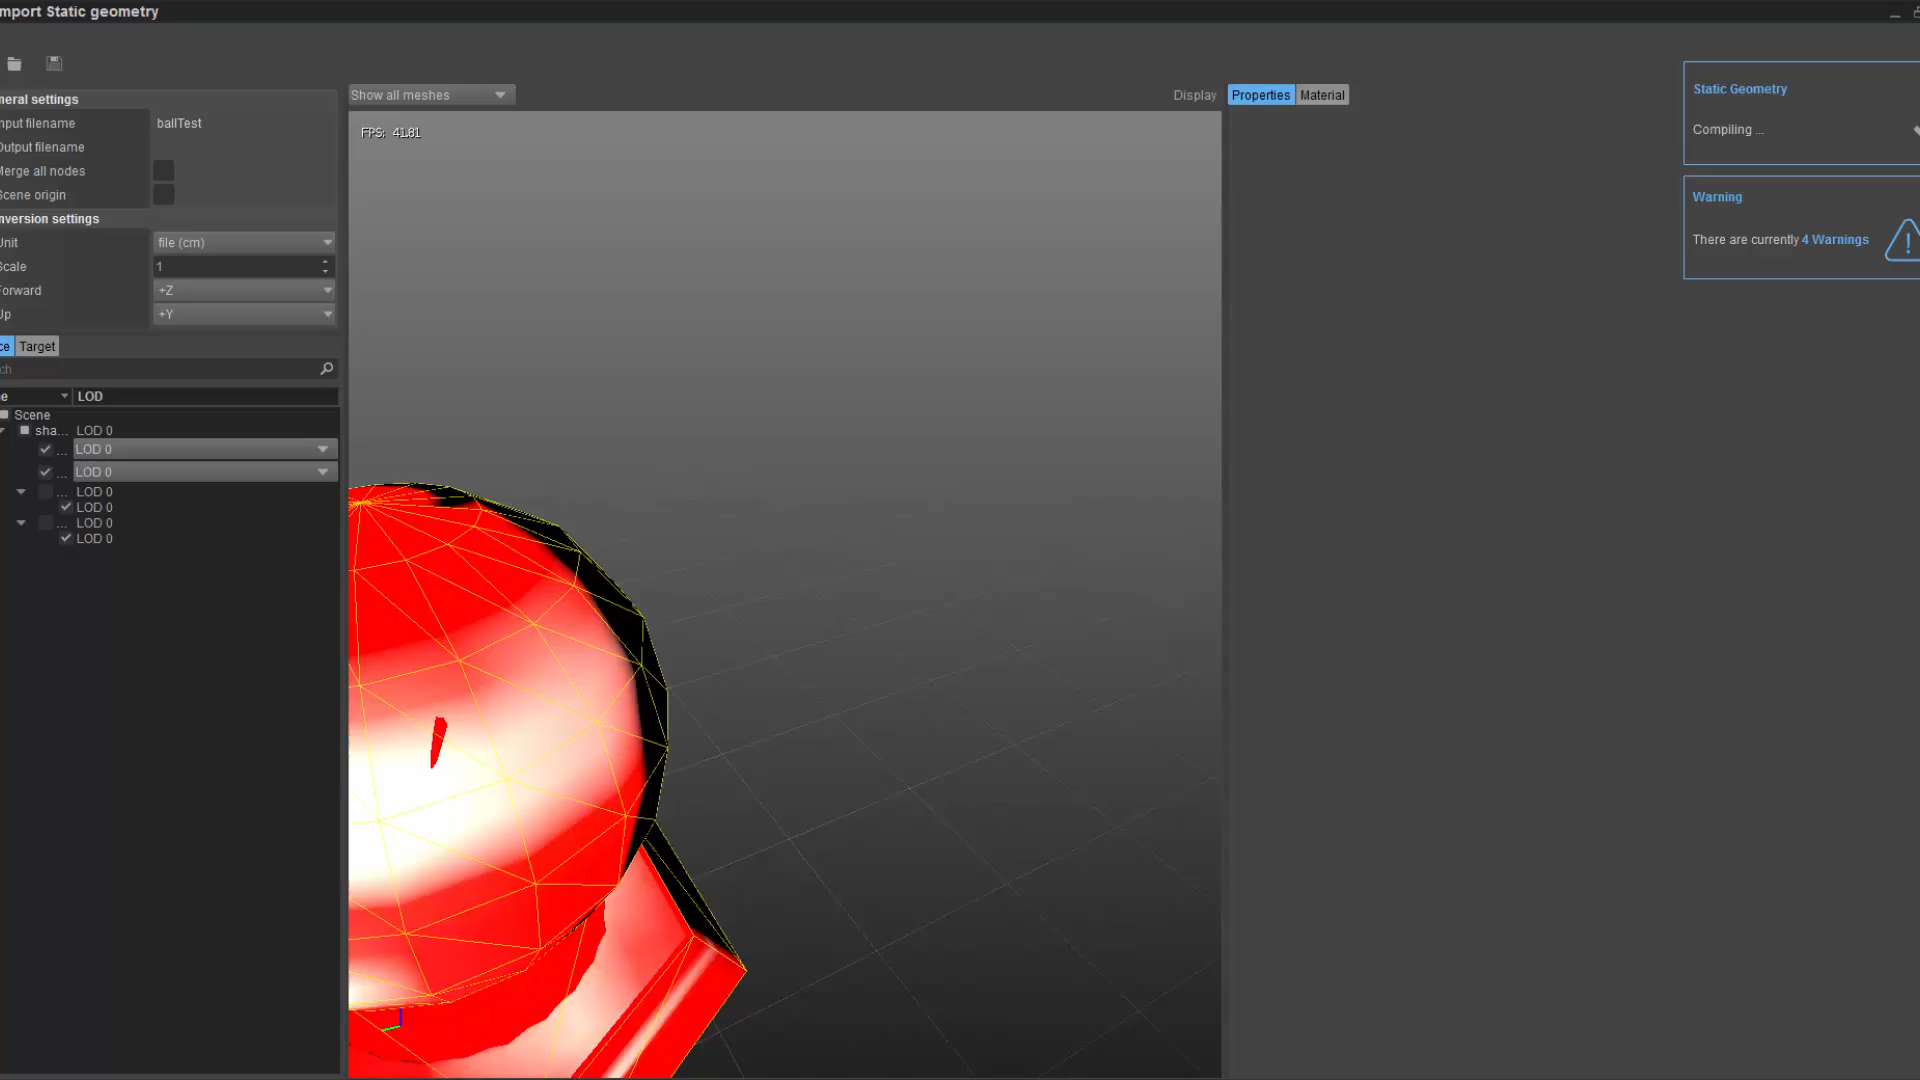 mport Static geometry
neral settings
nput filename ballTest
Output filename
Merge all nodes
Scene origin
nversion settings
Unit file (cm)
Scale 1
Forward +Z
Up +Y
ce Target
ch
e LOD
Scene
sha... LOD 0
... LOD 0
... LOD 0
... LOD 0
LOD 0
... LOD 0
LOD 0
Show all meshes
Display
FPS: 41.81
Properties Material
Static Geometry
Compiling ...
Warning
There are currently 4 Warnings